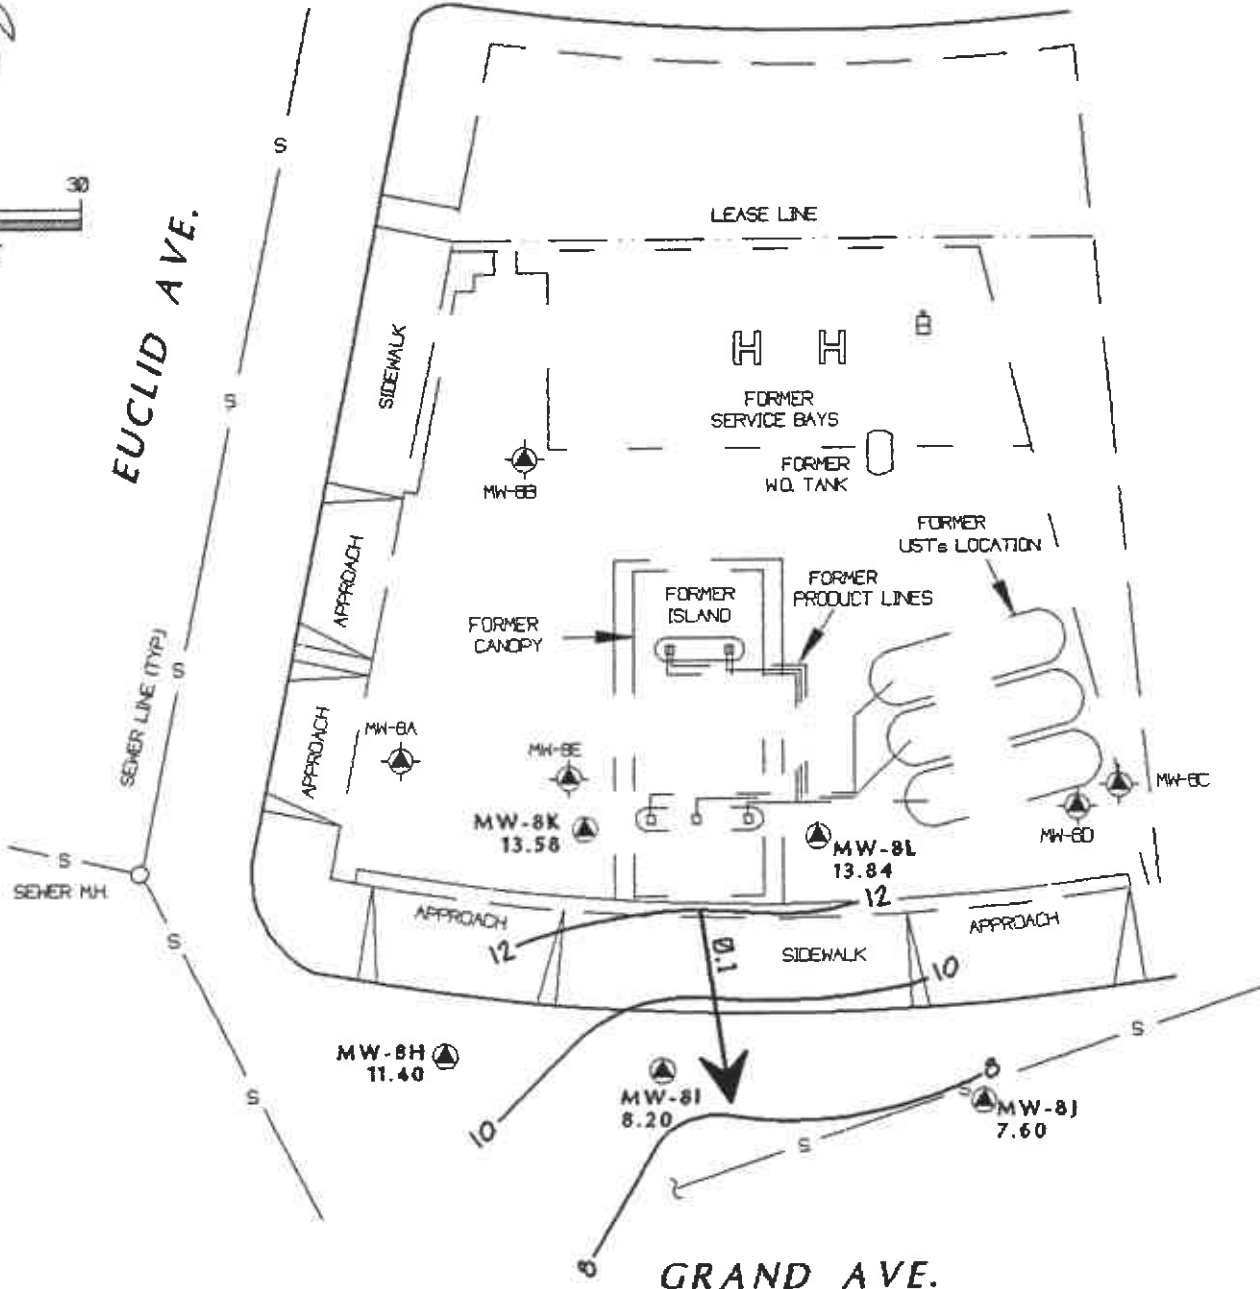 30
S
LEASE LINE
EUCLID AVE.
SIDEWALK
S
FORMER
SERVICE BAYS
FORMER
W.O. TANK
MW-8B
FORMER
USTs LOCATION
APPROACH
FORMER
ISLAND
FORMER
PRODUCT LINES
FORMER
CANOPY
SEWER LINE (TYP.)
S
APPROACH
MW-8A
MW-8E
MW-8C
MW-8K
13.58
MW-8L
13.84
MW-8D
S
SEWER M.H.
12
APPROACH
APPROACH
S
12
0.1
SIDEWALK
10
S
MW-8H
11.40
MW-8I
8.20
8
S
MW-8J
7.60
S
10
S
8
GRAND AVE.